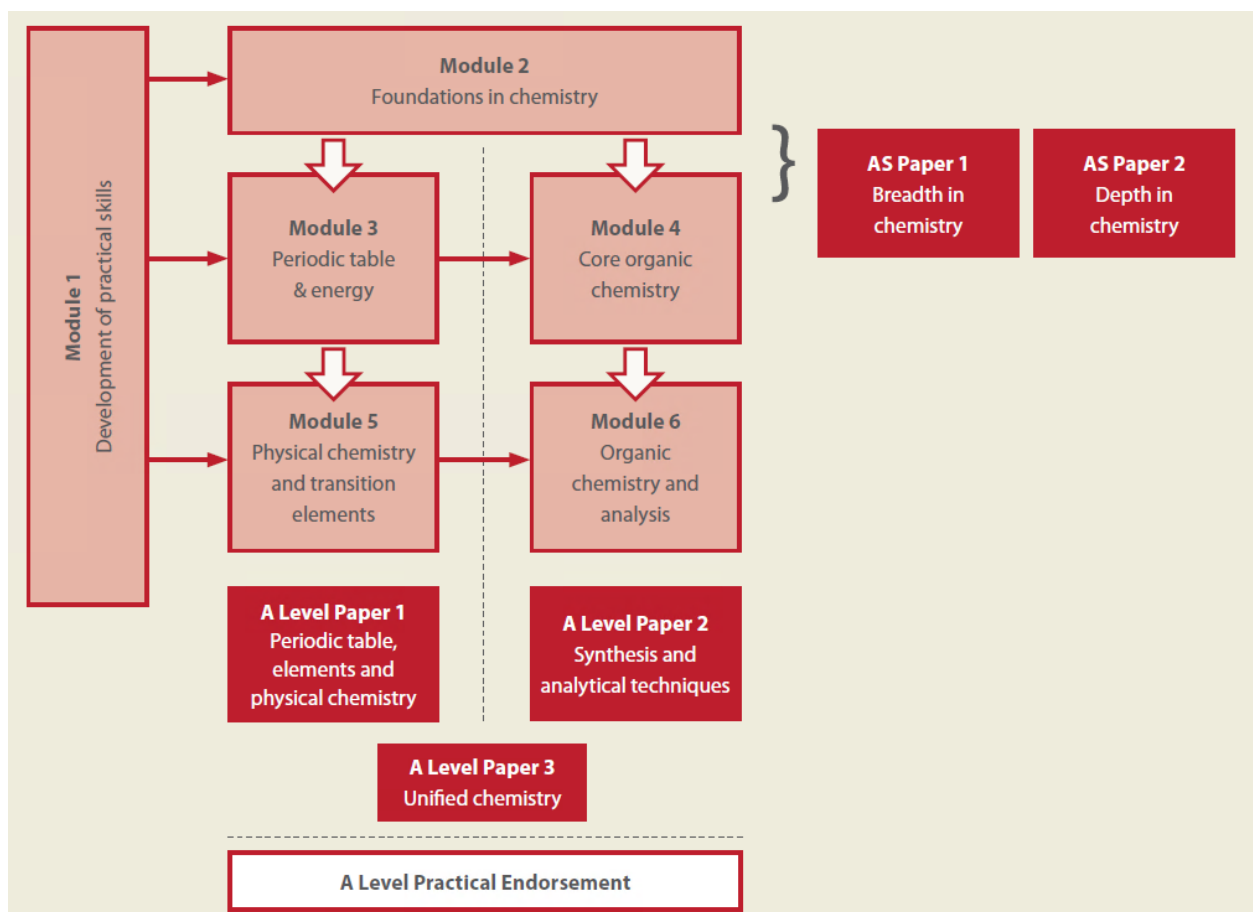 Module 1
Development of practical skills
Module 2
Foundations in chemistry
Module 3
Periodic table
& energy
Module 4
Core organic
chemistry
Module 5
Physical chemistry
and transition
elements
Module 6
Organic
chemistry and
analysis
}
AS Paper 1
Breadth in
chemistry
AS Paper 2
Depth in
chemistry
A Level Paper 1
Periodic table,
elements and
physical chemistry
A Level Paper 2
Synthesis and
analytical techniques
A Level Paper 3
Unified chemistry
A Level Practical Endorsement